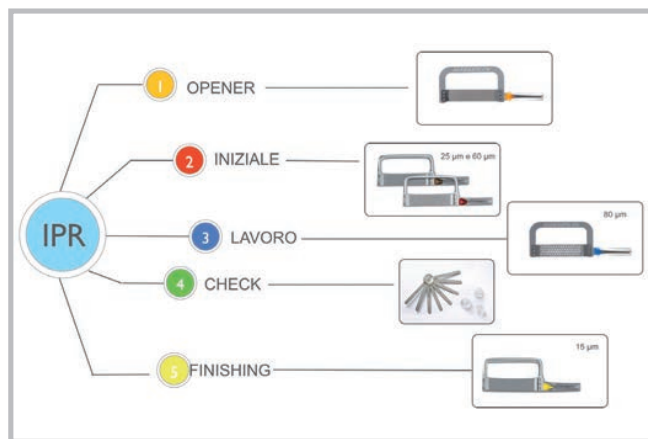 IPR
1 OPENER
2 INIZIALE
25 µm e 60 µm
3 LAVORO
80 µm
4 CHECK
5 FINISHING
15 µm